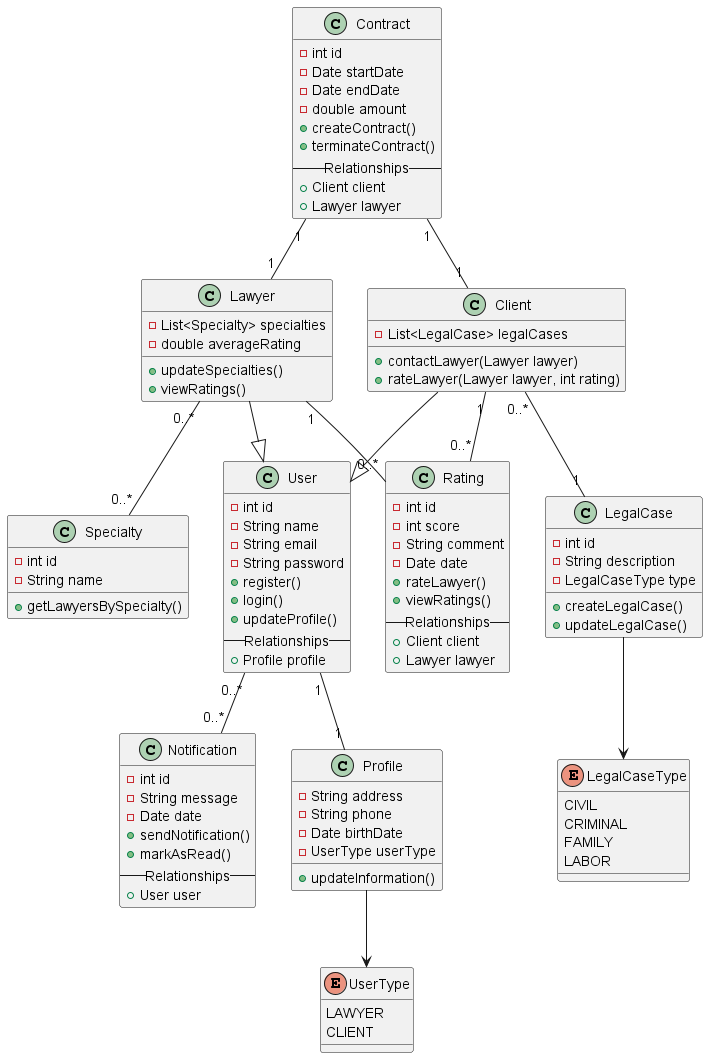 C Contract
int id
Date startDate
Date endDate
double amount
createContract()
terminateContract()
Relationships
Client client
Lawyer lawyer
1
1
1
1
C Lawyer
List<Specialty> specialties
double averageRating
updateSpecialties()
viewRatings()
C Client
List<LegalCase> legalCases
contactLawyer(Lawyer lawyer)
rateLawyer(Lawyer lawyer, int rating)
0..*
1
1
0..*
0..*
0..*
0..*
1
C Specialty
int id
String name
getLawyersBySpecialty()
C User
int id
String name
String email
String password
register()
login()
updateProfile()
Relationships
Profile profile
C Rating
int id
int score
String comment
Date date
rateLawyer()
viewRatings()
Relationships
Client client
Lawyer lawyer
C LegalCase
int id
String description
LegalCaseType type
createLegalCase()
updateLegalCase()
0..*
1
0..*
1
C Notification
int id
String message
Date date
sendNotification()
markAsRead()
Relationships
User user
C Profile
String address
String phone
Date birthDate
UserType userType
updateInformation()
E LegalCaseType
CIVIL
CRIMINAL
FAMILY
LABOR
E UserType
LAWYER
CLIENT